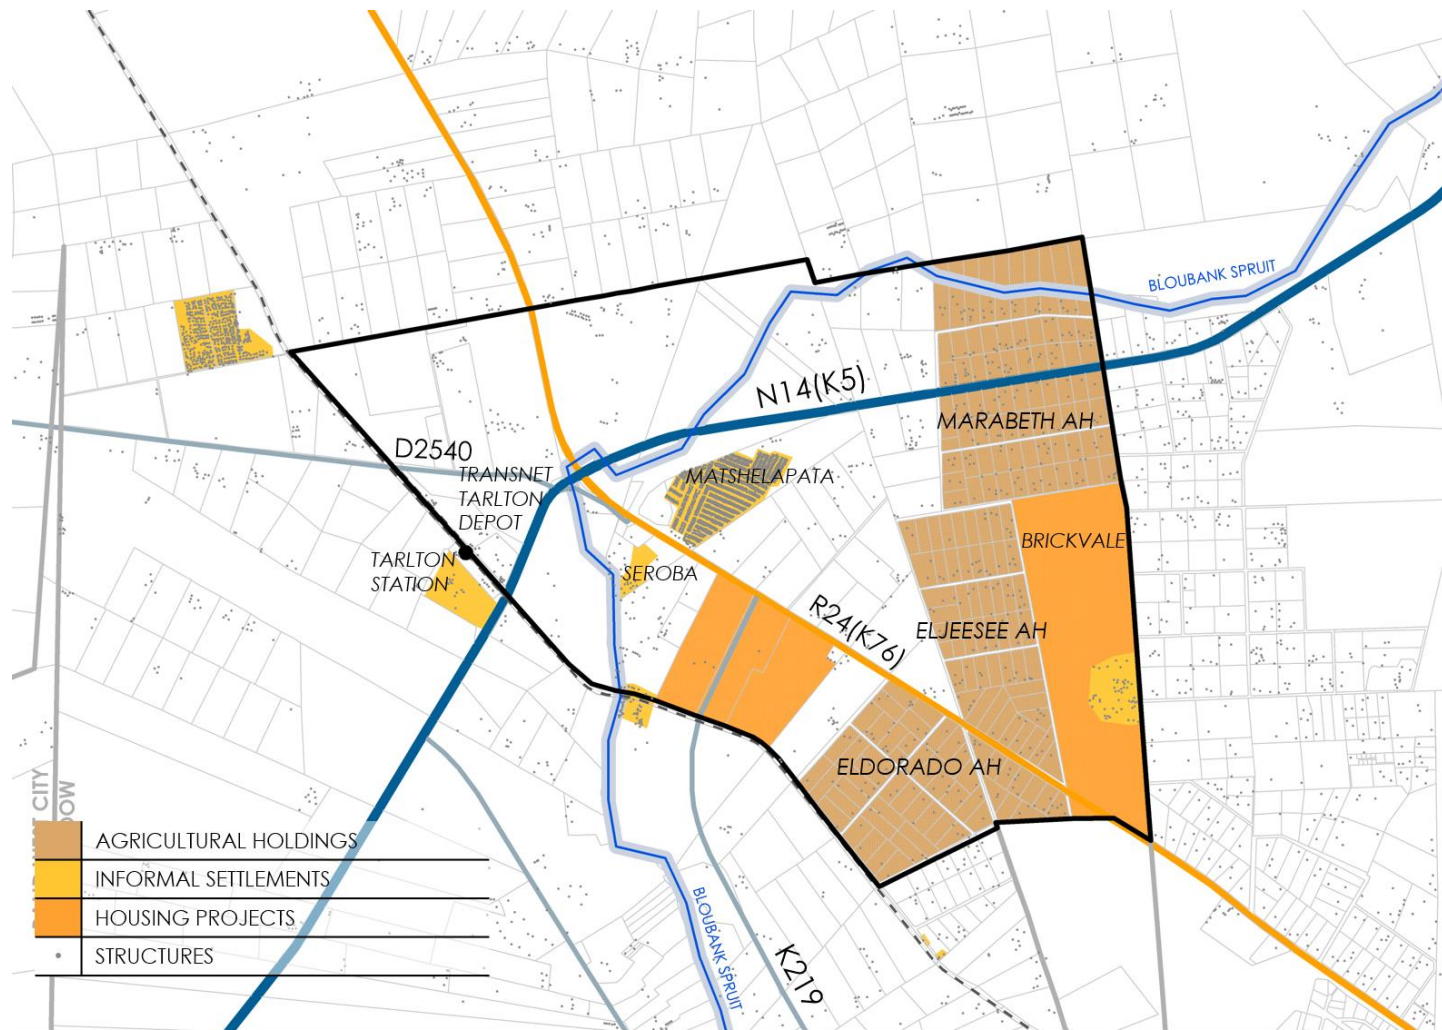 BLOUBANK SPRUIT
N14(K5)
MARABETH AH
D2540
TRANSNET
TARLTON
DEPOT
MATSHELAPATA
TARLTON
STATION
SEROBA
BRICKVALE
R24(K76)
ELJEESEE AH
ELDORADO AH
CITY
AGRICULTURAL HOLDINGS
INFORMAL SETTLEMENTS
HOUSING PROJECTS
STRUCTURES
BLOUBANK SPRUIT
K219